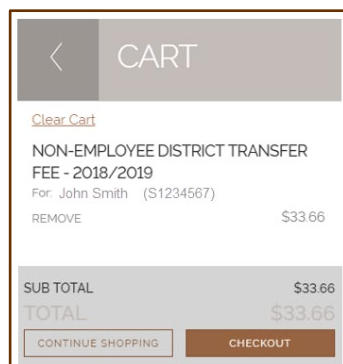 CART
Clear Cart
NON-EMPLOYEE DISTRICT TRANSFER
FEE - 2018/2019
For: John Smith (S1234567)
REMOVE $33.66
SUB TOTAL $33.66
TOTAL $33.66
CONTINUE SHOPPING CHECKOUT